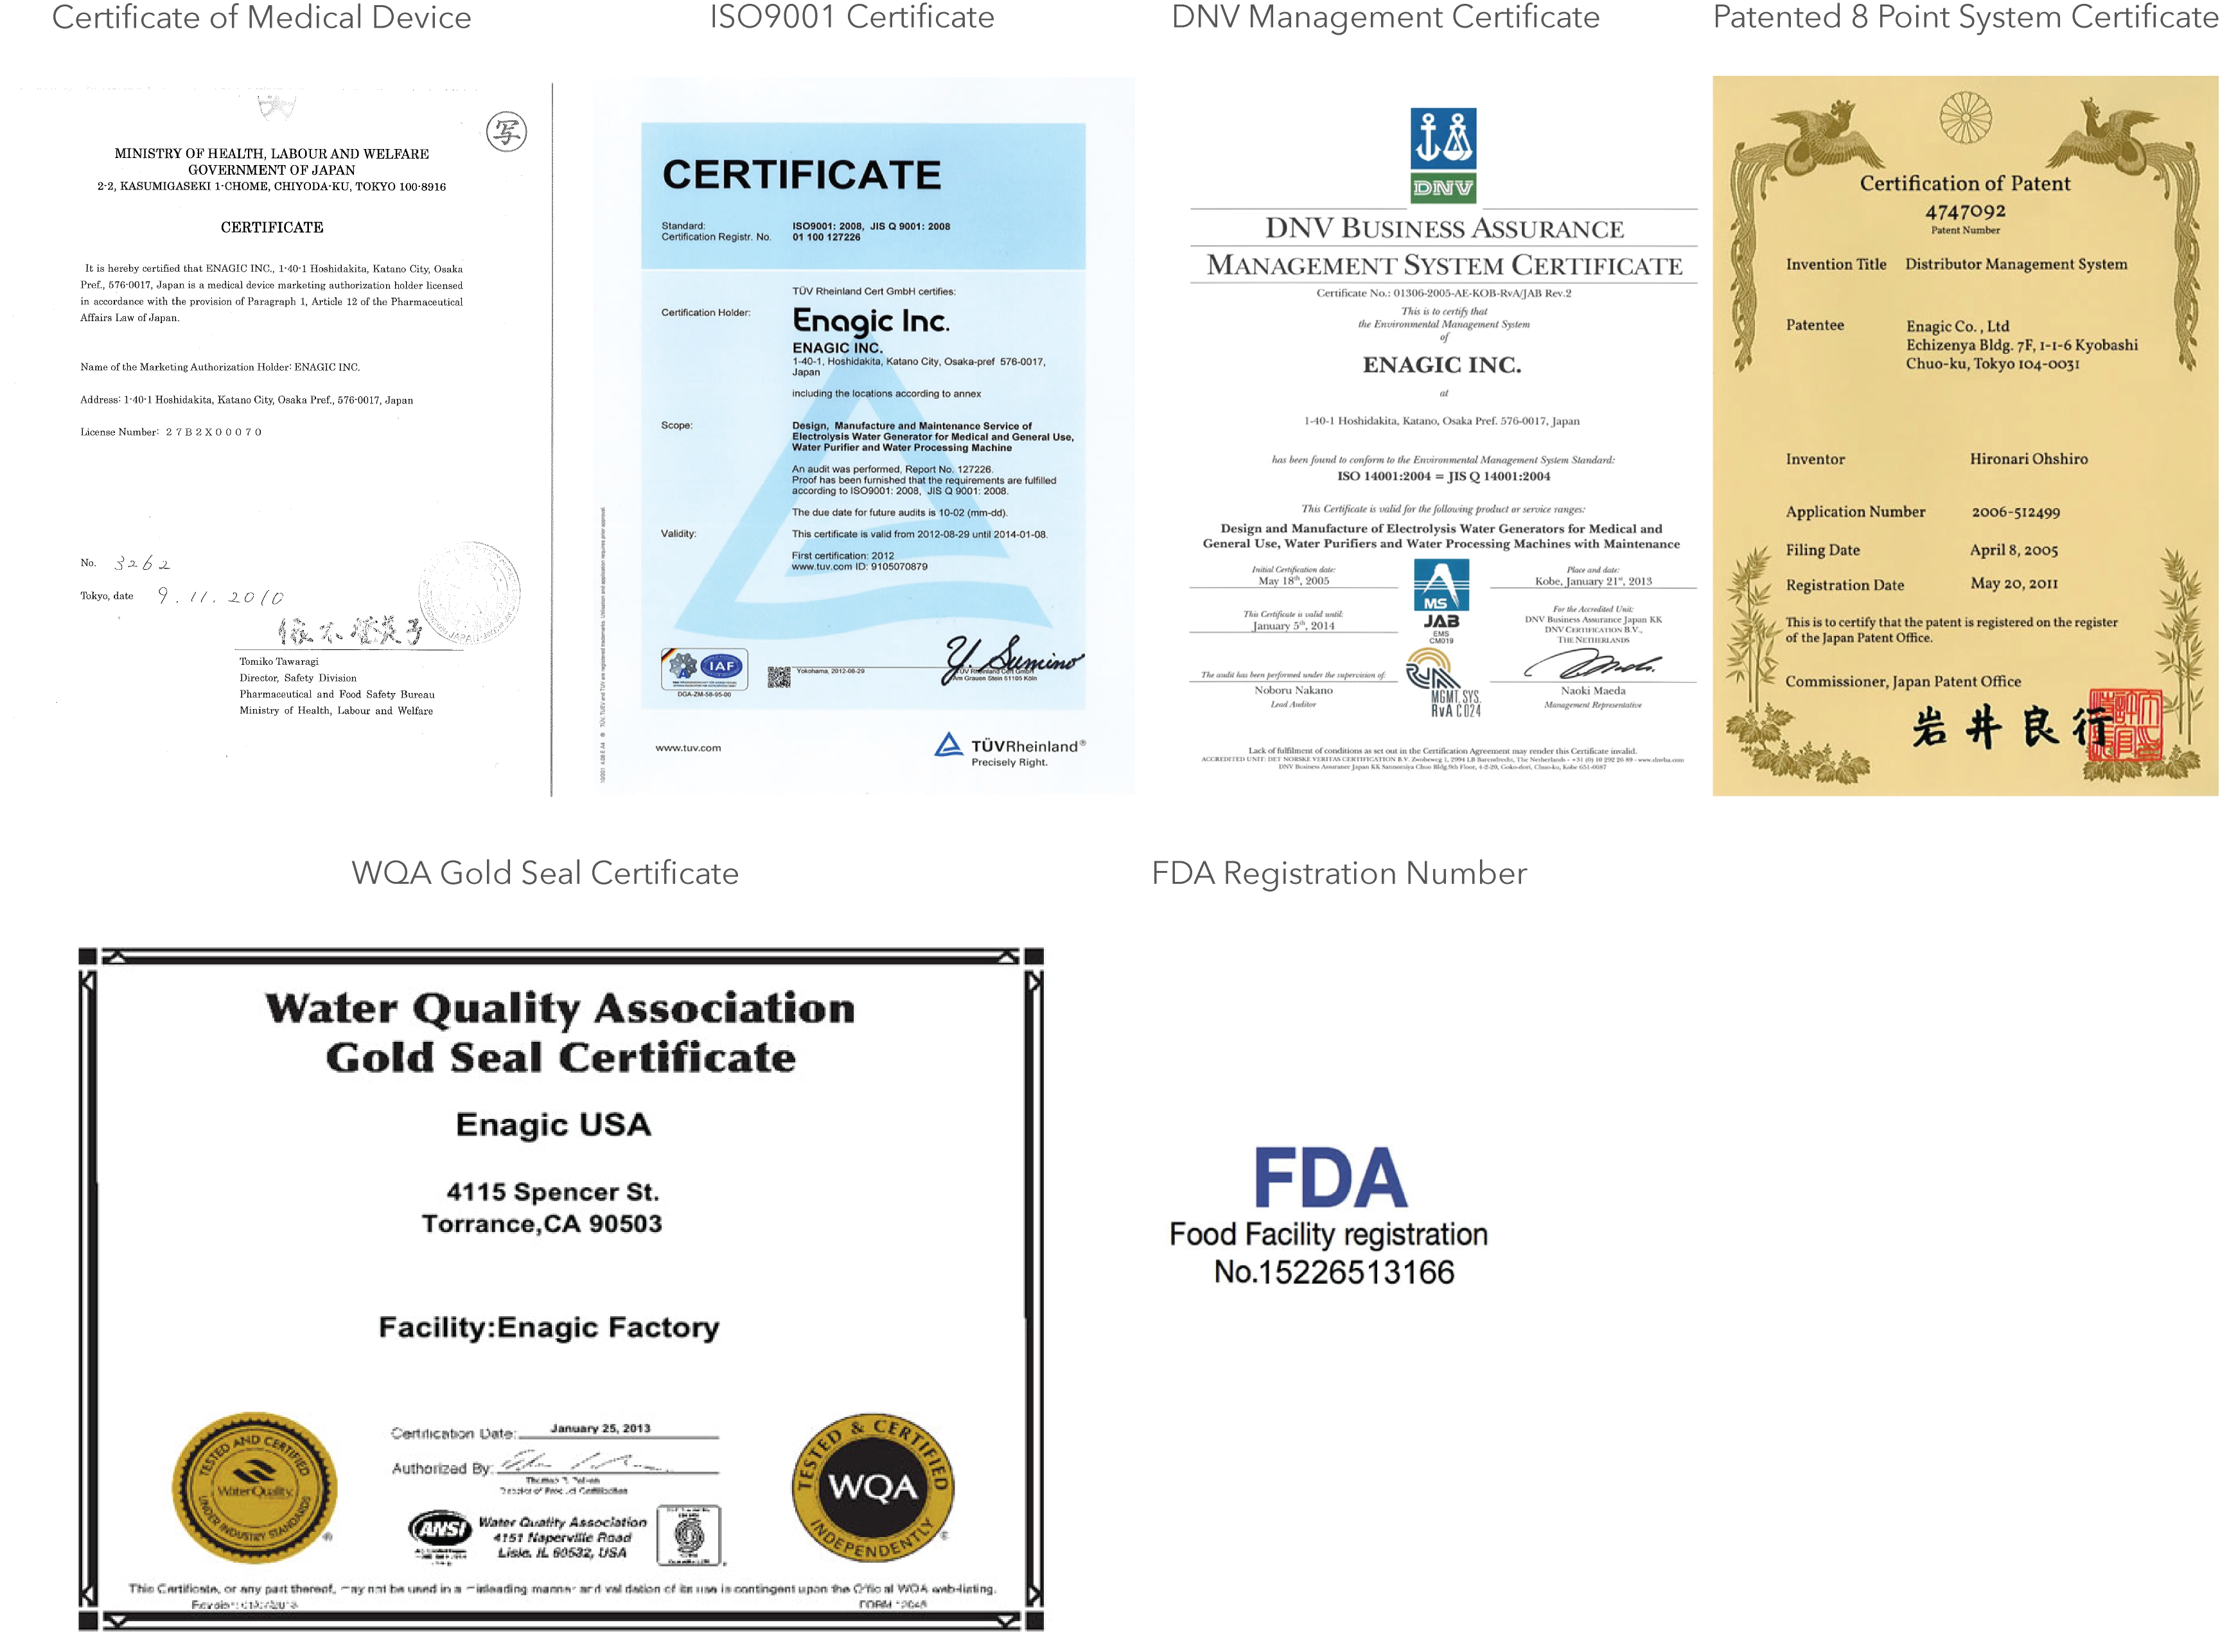 Certificate of Medical Device
写
MINISTRY OF HEALTH, LABOUR AND WELFARE
GOVERNMENT OF JAPAN
2-2, KASUMIGASEKI 1-CHOME, CHIYODA-KU, TOKYO 100-8916
CERTIFICATE
It is hereby certified that ENAGIC INC., 1-40-1 Hoshidakita, Katano City, Osaka
Pref., 576-0017, Japan is a medical device marketing authorization holder licensed
in accordance with the provision of Paragraph 1, Article 12 of the Pharmaceutical
Affairs Law of Japan.
Name of the Marketing Authorization Holder: ENAGIC INC.
Address: 1-40-1 Hoshidakita, Katano City, Osaka Pref., 576-0017, Japan
License Number: 27B2X00070
No. 3262
Tokyo, date 9.11.2010
Tomiko Tawaragi
Director, Safety Division
Pharmaceutical and Food Safety Bureau
Ministry of Health, Labour and Welfare
ISO9001 Certificate
CERTIFICATE
Standard: ISO9001: 2008, JIS Q 9001: 2008
Certification Registr. No. 01 100 127226
TÜV Rheinland Cert GmbH certifies:
Certification Holder: Enagic Inc.
ENAGIC INC.
1-40-1, Hoshidakita, Katano City, Osaka-pref 576-0017,
Japan
including the locations according to annex
Scope: Design, Manufacture and Maintenance Service of
Electrolysis Water Generator for Medical and General Use,
Water Purifier and Water Processing Machine
An audit was performed, Report No. 127226.
Proof has been furnished that the requirements are fulfilled
according to ISO9001: 2008, JIS Q 9001: 2008.
The due date for future audits is 10-02 (mm-dd).
Validity: This certificate is valid from 2012-08-29 until 2014-01-08.
First certification: 2012
www.tuv.com ID: 9105070879
IAF
DGA-ZM-58-95-00
Yokohama, 2012-08-29
Y. Sumino
TÜV Rheinland Cert GmbH
Am Grauen Stein 51105 Köln
www.tuv.com
TÜVRheinland®
Precisely Right.
DNV Management Certificate
DNV
DNV BUSINESS ASSURANCE
MANAGEMENT SYSTEM CERTIFICATE
Certificate No.: 01306-2005-AE-KOB-RvA/JAB Rev.2
This is to certify that
the Environmental Management System
of
ENAGIC INC.
at
1-40-1 Hoshidakita, Katano, Osaka Pref. 576-0017, Japan
has been found to conform to the Environmental Management System Standard:
ISO 14001:2004 = JIS Q 14001:2004
This Certificate is valid for the following product or service ranges:
Design and Manufacture of Electrolysis Water Generators for Medical and
General Use, Water Purifiers and Water Processing Machines with Maintenance
Initial Certification date:
May 18th, 2005
This Certificate is valid until:
January 5th, 2014
The audit has been performed under the supervision of:
Noboru Nakano
Lead Auditor
MS
JAB
EMS
CM019
MGMT. SYS.
RvA C 024
Place and date:
Kobe, January 21st, 2013
For the Accredited Unit:
DNV Business Assurance Japan KK
DNV CERTIFICATION B.V.,
THE NETHERLANDS
Naoki Maeda
Management Representative
Lack of fulfilment of conditions as set out in the Certification Agreement may render this Certificate invalid.
ACCREDITED UNIT: DET NORSKE VERITAS CERTIFICATION B.V. Zwolseweg 1, 2994 LB Barendrecht, The Netherlands - +31 (0) 10 292 26 89 - www.dnvba.com
Patented 8 Point System Certificate
Certification of Patent
4747092
Patent Number
Invention Title Distributor Management System
Patentee Enagic Co., Ltd
Echizenya Bldg. 7F, 1-1-6 Kyobashi
Chuo-ku, Tokyo 104-0031
Inventor Hironari Ohshiro
Application Number 2006-512499
Filing Date April 8, 2005
Registration Date May 20, 2011
This is to certify that the patent is registered on the register
of the Japan Patent Office.
Commissioner, Japan Patent Office
岩井良行
WQA Gold Seal Certificate
Water Quality Association
Gold Seal Certificate
Enagic USA
4115 Spencer St.
Torrance,CA 90503
Facility:Enagic Factory
TESTED AND CERTIFIED
WaterQuality
UNDER INDUSTRY STANDARDS
Certification Date: January 25, 2013
Authorized By:
ANSI
Water Quality Association
4151 Naperville Road
Lisle, IL 60532, USA
TESTED & CERTIFIED
WQA
INDEPENDENTLY
This Certificate, or any part thereof, may not be used in a misleading manner and validation of its use is contingent upon the Official WQA web-listing.
FDA Registration Number
FDA
Food Facility registration
No.15226513166